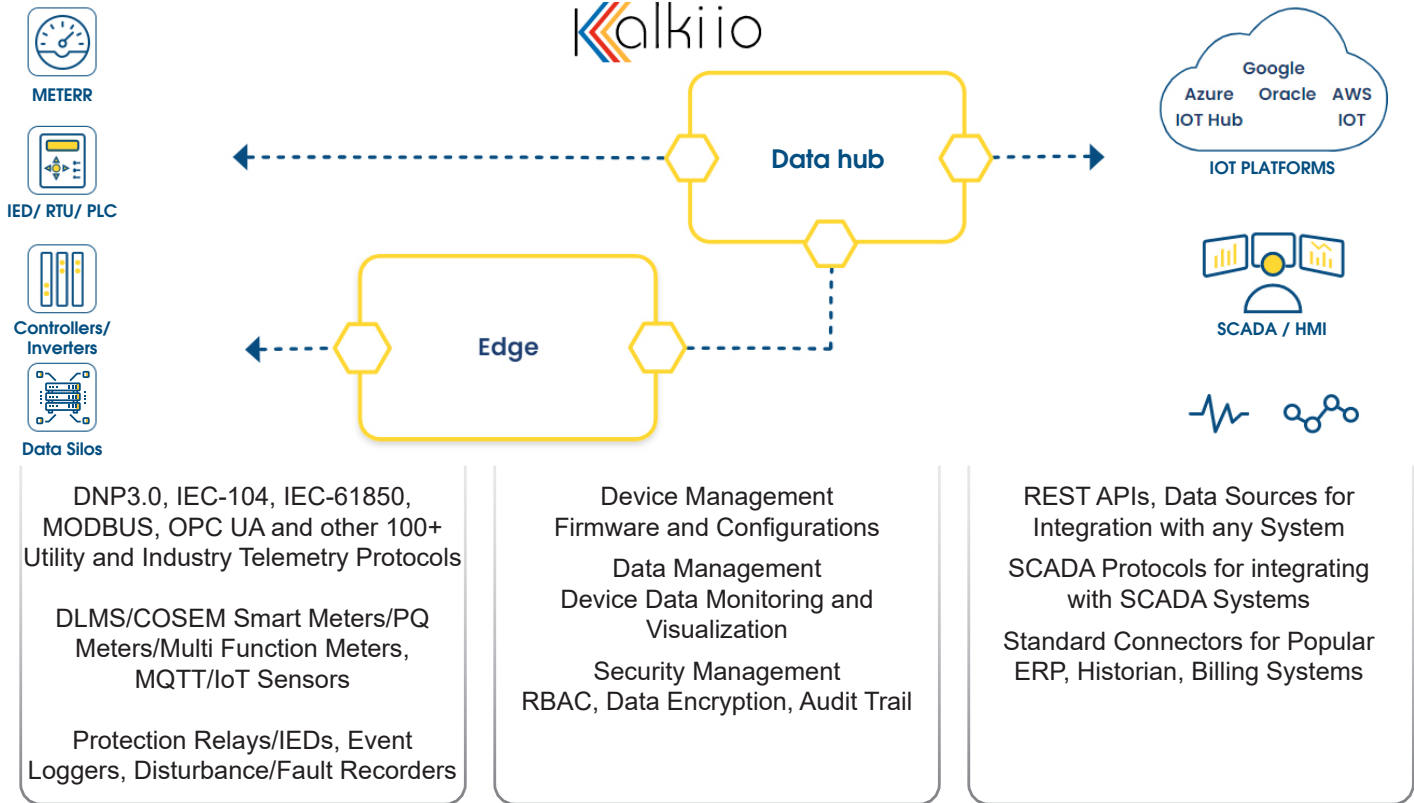 Kalkiio
METERR
IED/ RTU/ PLC
Controllers/
Inverters
Data Silos
Data hub
Edge
Google
Azure Oracle AWS
IOT Hub IOT
IOT PLATFORMS
SCADA / HMI
DNP3.0, IEC-104, IEC-61850,
MODBUS, OPC UA and other 100+
Utility and Industry Telemetry Protocols
DLMS/COSEM Smart Meters/PQ
Meters/Multi Function Meters,
MQTT/IoT Sensors
Protection Relays/IEDs, Event
Loggers, Disturbance/Fault Recorders
Device Management
Firmware and Configurations
Data Management
Device Data Monitoring and
Visualization
Security Management
RBAC, Data Encryption, Audit Trail
REST APIs, Data Sources for
Integration with any System
SCADA Protocols for integrating
with SCADA Systems
Standard Connectors for Popular
ERP, Historian, Billing Systems